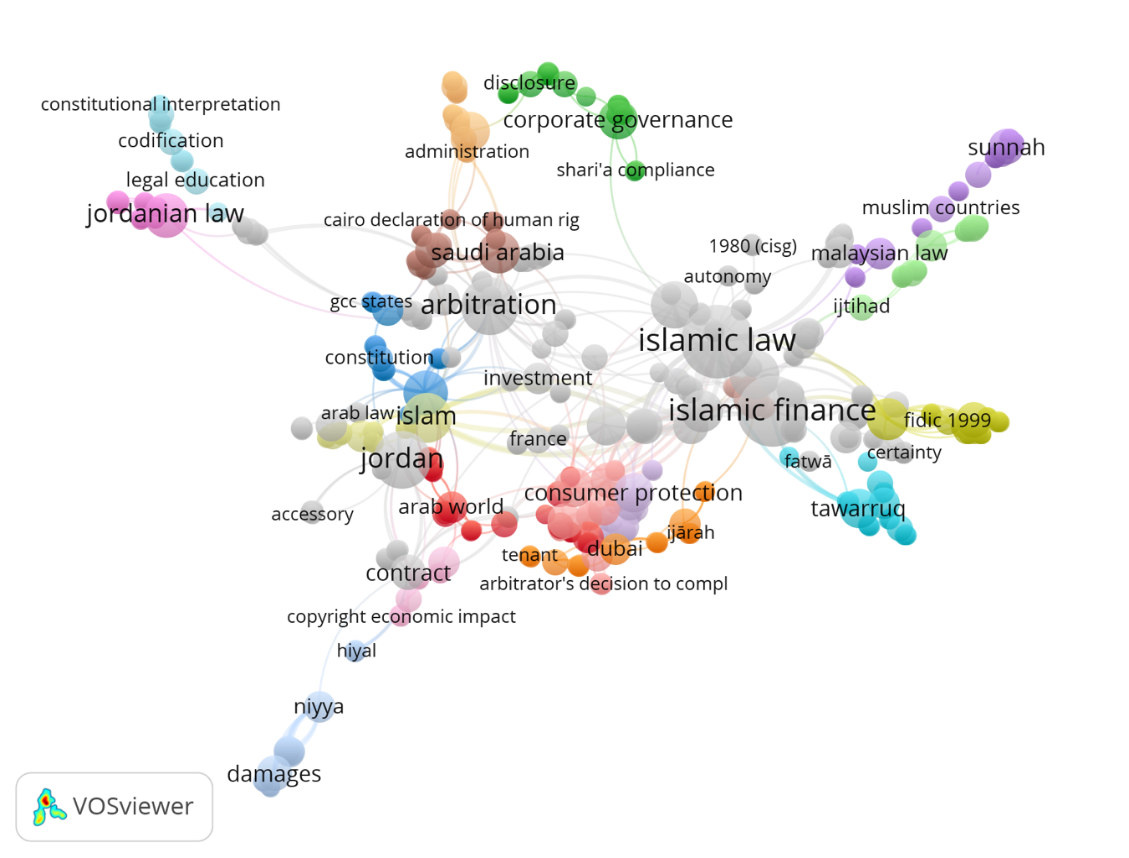 disclosure
constitutional interpretation
corporate governance
codification
sunnah
administration
shari'a compliance
legal education
muslim countries
jordanian law
cairo declaration of human rig
1980 (cisg)
saudi arabia
malaysian law
autonomy
gcc states
arbitration
ijtihad
islamic law
constitution
investment
arab law
islam
islamic finance
fidic 1999
france
certainty
jordan
fatwā
consumer protection
arab world
tawarruq
accessory
ijārah
tenant
dubai
contract
arbitrator's decision to compl
copyright economic impact
hiyal
niyya
damages
VOSviewer